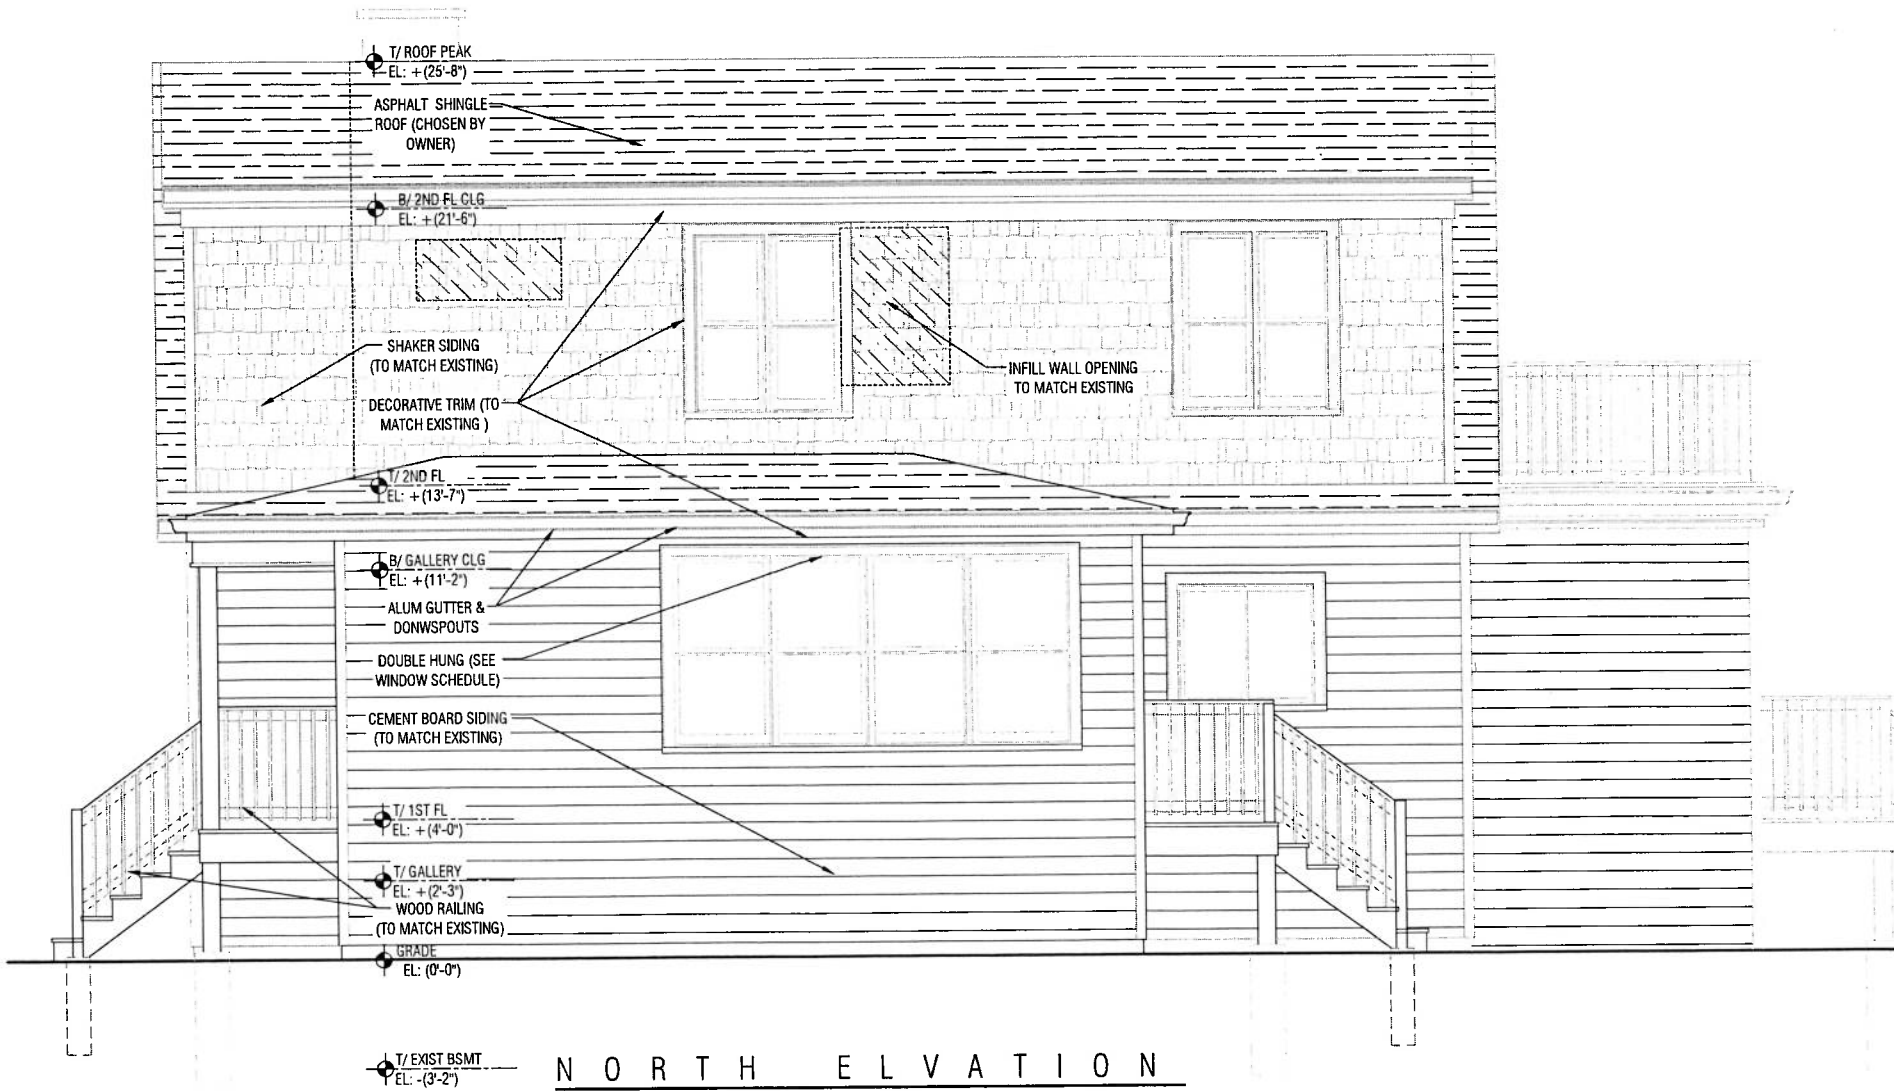 T/ ROOF PEAK
EL: +(25'-8")
ASPHALT SHINGLE
ROOF (CHOSEN BY
OWNER)
B/ 2ND FL CLG
EL: +(21'-6")
SHAKER SIDING
(TO MATCH EXISTING)
INFILL WALL OPENING
TO MATCH EXISTING
DECORATIVE TRIM (TO
MATCH EXISTING )
T/ 2ND FL
EL: +(13'-7")
B/ GALLERY CLG
EL: +(11'-2")
ALUM GUTTER &
DONWSPOUTS
DOUBLE HUNG (SEE
WINDOW SCHEDULE)
CEMENT BOARD SIDING
(TO MATCH EXISTING)
T/ 1ST FL
EL: +(4'-0")
T/ GALLERY
EL: +(2'-3")
WOOD RAILING
(TO MATCH EXISTING)
GRADE
EL: (0'-0")
T/ EXIST BSMT
EL: -(3'-2")
NORTH ELVATION